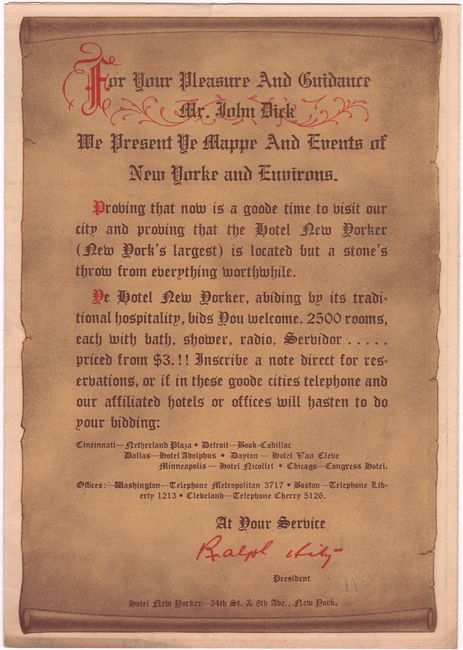 For Your Pleasure And Guidance
Mr. John Dick
We Present Ye Mappe And Events of
New Yorke and Environs.
Proving that now is a goode time to visit our
city and proving that the Hotel New Yorker
(New York's largest) is located but a stone's
throw from everything worthwhile.
Ye Hotel New Yorker, abiding by its tradi-
tional hospitality, bids You welcome. 2500 rooms,
each with bath, shower, radio, Servidor .....
priced from $3.!! Inscribe a note direct for res-
ervations, or if in these goode cities telephone and
our affiliated hotels or offices will hasten to do
your bidding:
Cincinnati—Netherland Plaza • Detroit—Book-Cadillac
Dallas—Hotel Adolphus • Dayton — Hotel Van Cleve
Minneapolis — Hotel Nicollet • Chicago—Congress Hotel.
Offices:—Washington—Telephone Metropolitan 3717 • Boston—Telephone Lib-
erty 1213 • Cleveland—Telephone Cherry 5126.
At Your Service
Ralph Hitz
President
Hotel New Yorker—34th St. & 8th Ave., New York.